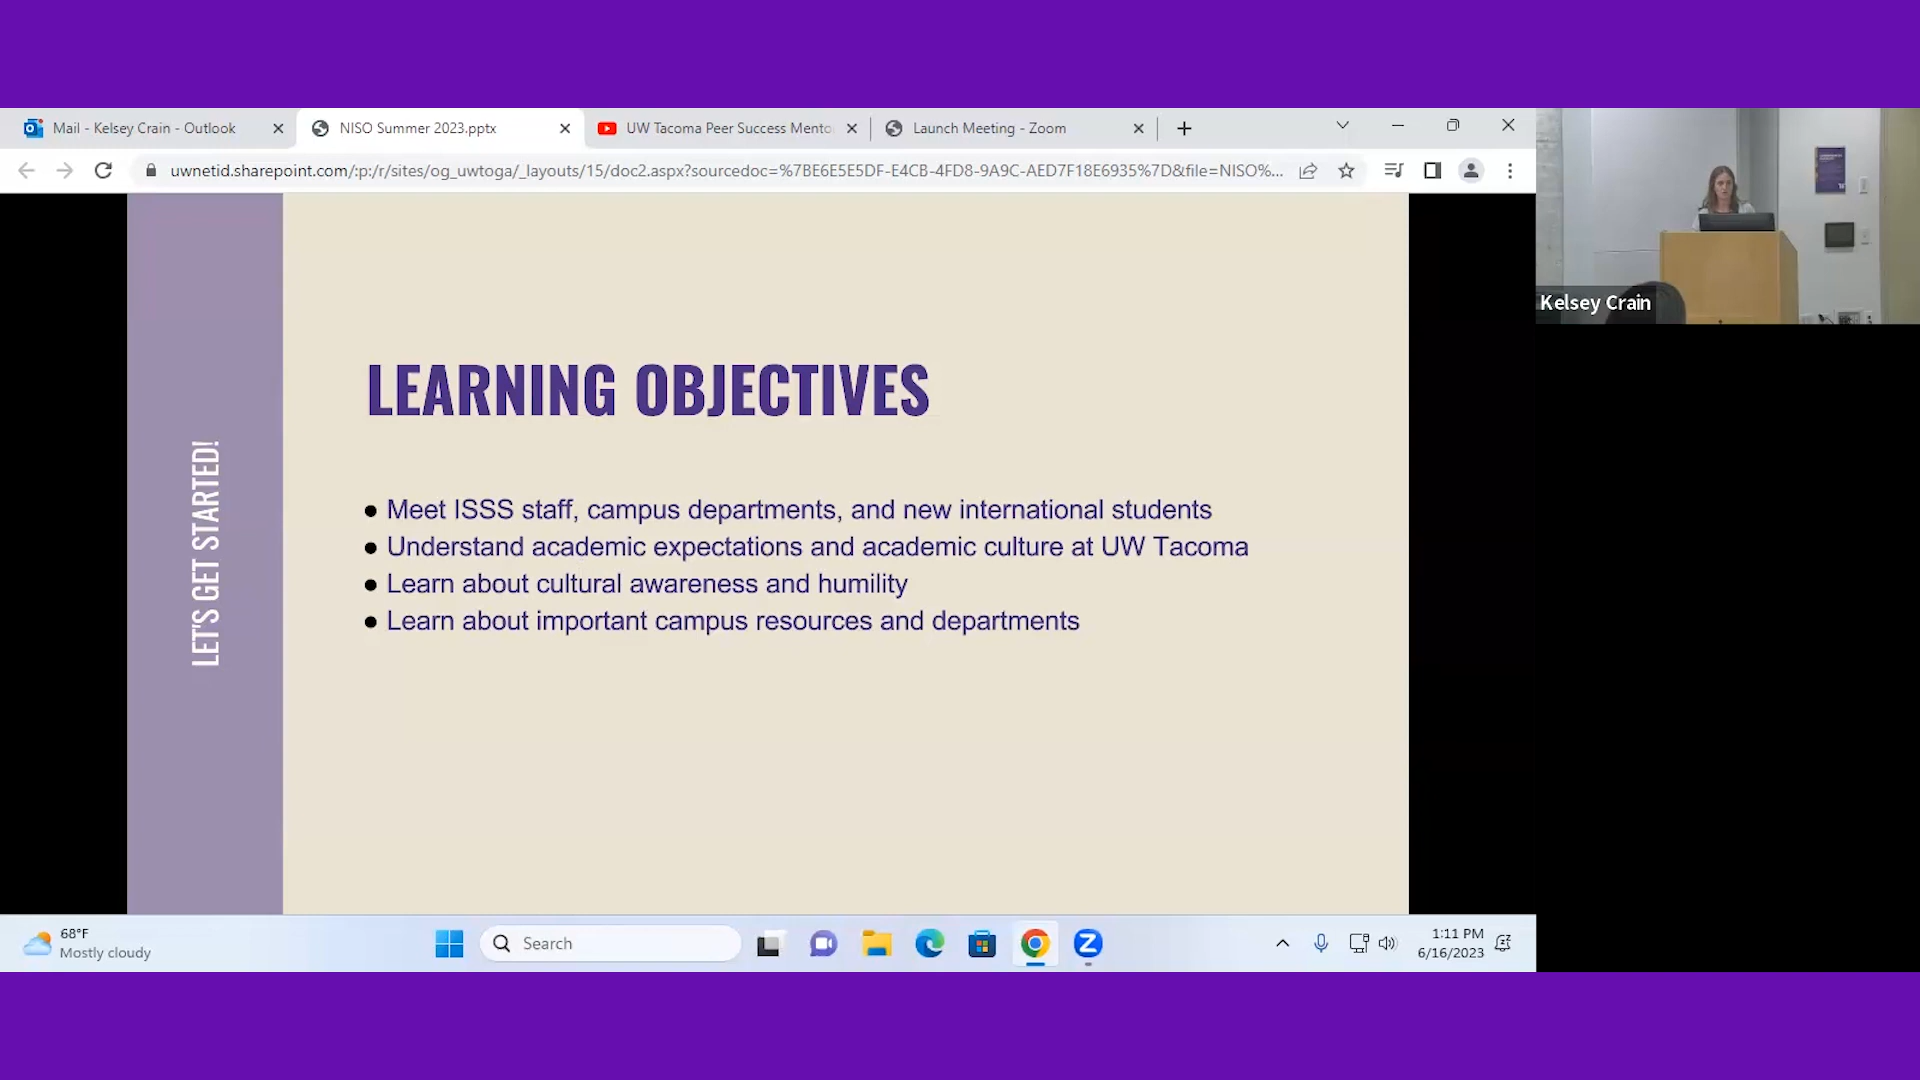 Mail - Kelsey Crain - Outlook
NISO Summer 2023.pptx
UW Tacoma Peer Success Mento
Launch Meeting - Zoom
uwnetid.sharepoint.com/:p:/r/sites/og_uwtoga/_layouts/15/doc2.aspx?sourcedoc=%7BE6E5E5DF-E4CB-4FD8-9A9C-AED7F18E6935%7D&file=NISO%...
Kelsey Crain
LET'S GET STARTED!
LEARNING OBJECTIVES
● Meet ISSS staff, campus departments, and new international students
● Understand academic expectations and academic culture at UW Tacoma
● Learn about cultural awareness and humility
● Learn about important campus resources and departments
68°F
Mostly cloudy
Search
1:11 PM
6/16/2023